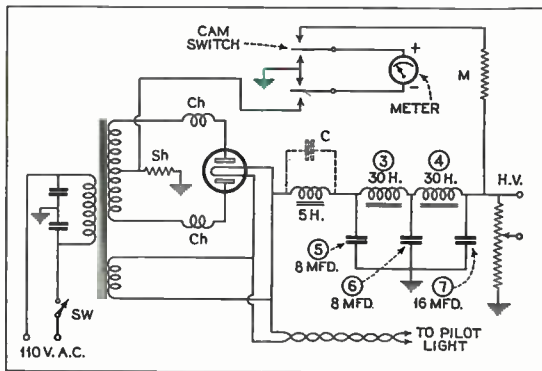 CAM
SWITCH
+
-
METER
M
Ch
Sh
Ch
C
5 H.
③
30 H.
④
30 H.
H.V.
⑤
8 MFD.
⑥
8 MFD.
⑦
16 MFD.
SW
110 V. A.C.
TO PILOT
LIGHT